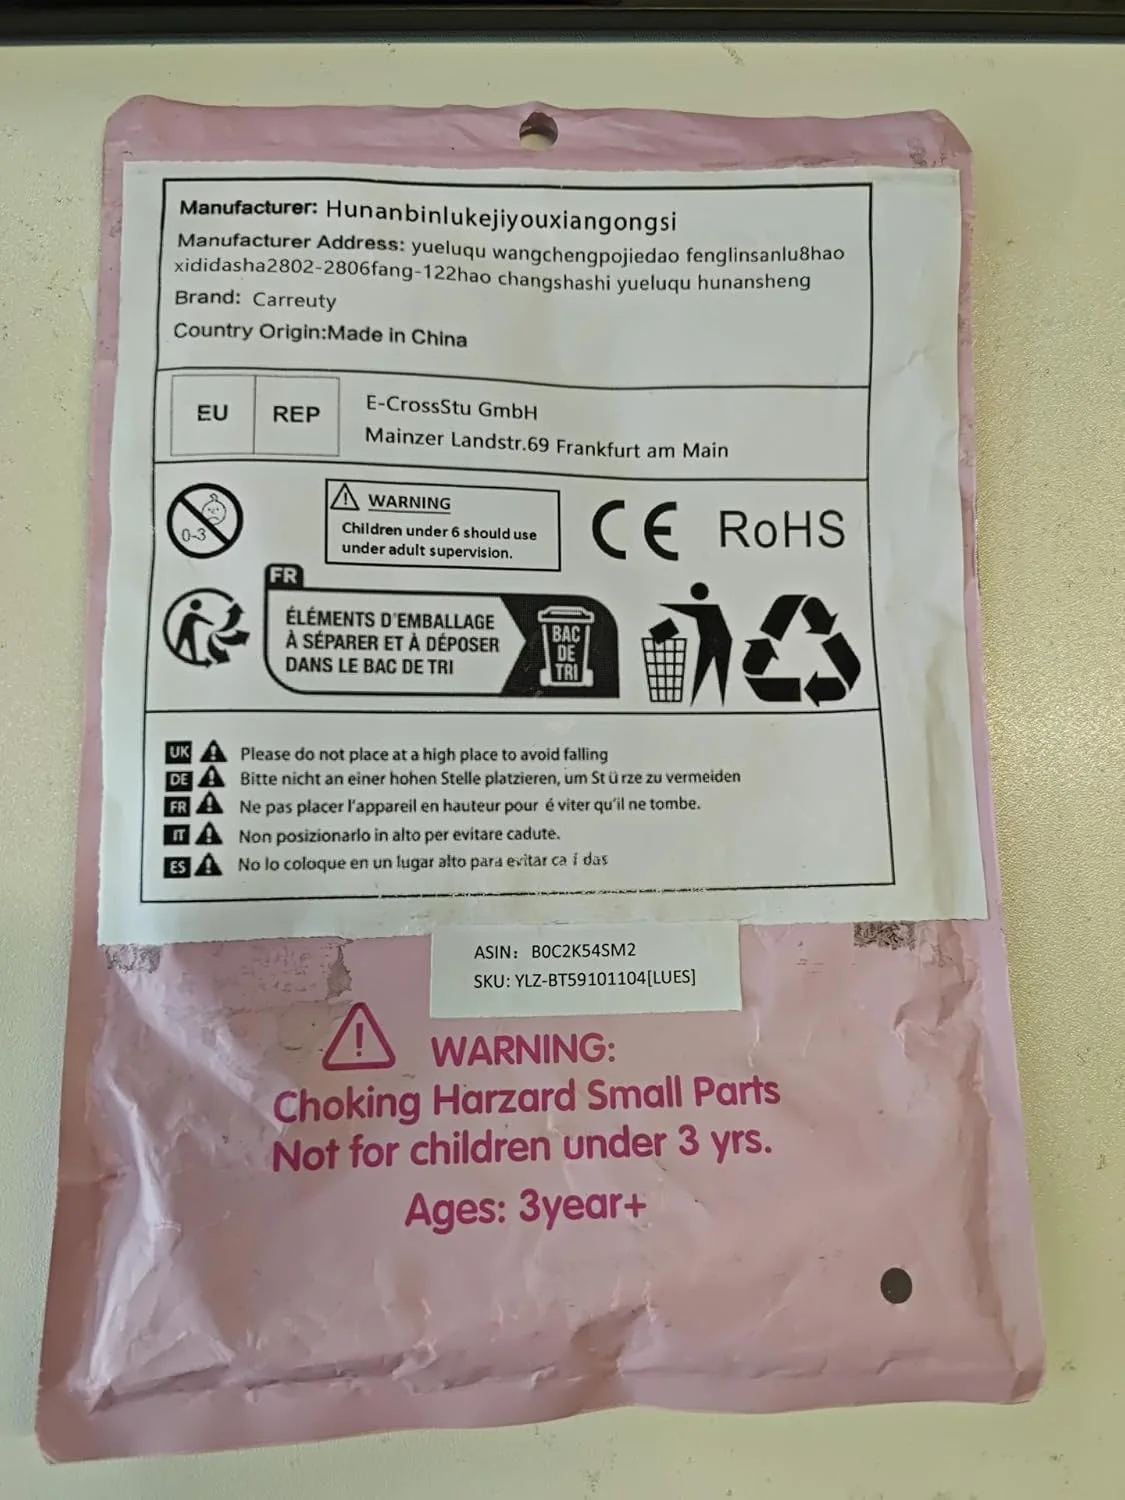 Manufacturer: Hunanbinlukejiyouxiangongsi
Manufacturer Address: yueluqu wangchengpojiedao fenglinsanlu8hao
xididasha2802-2806fang-122hao changshashi yueluqu hunansheng
Brand: Carreuty
Country Origin:Made in China
EU REP
E-CrossStu GmbH
Mainzer Landstr.69 Frankfurt am Main
0-3
WARNING
Children under 6 should use
under adult supervision.
CE RoHS
FR
ÉLÉMENTS D'EMBALLAGE
À SÉPARER ET À DÉPOSER
DANS LE BAC DE TRI
BAC
DE
TRI
UK Please do not place at a high place to avoid falling
DE Bitte nicht an einer hohen Stelle platzieren, um St ü rze zu vermeiden
FR Ne pas placer l'appareil en hauteur pour é viter qu'il ne tombe.
IT Non posizionarlo in alto per evitare cadute.
ES No lo coloque en un lugar alto para evitar ca í das
ASIN: B0C2K54SM2
SKU: YLZ-BT59101104[LUES]
WARNING:
Choking Harzard Small Parts
Not for children under 3 yrs.
Ages: 3year+